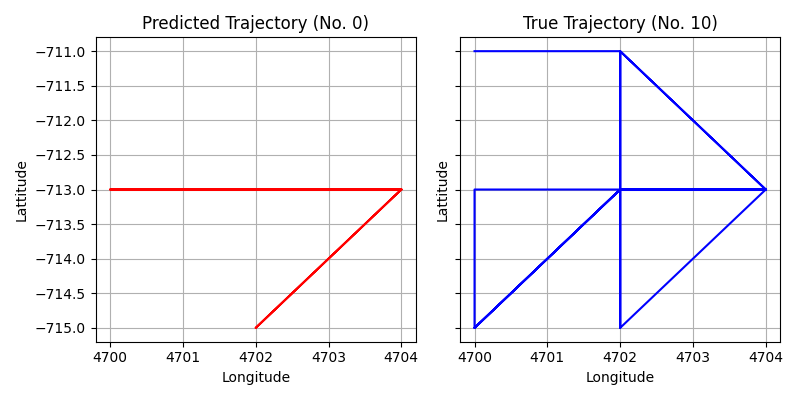 Predicted Trajectory (No. 0)
Lattitude
−711.0
−711.5
−712.0
−712.5
−713.0
−713.5
−714.0
−714.5
−715.0
4700 4701 4702 4703 4704
Longitude
True Trajectory (No. 10)
Lattitude
4700 4701 4702 4703 4704
Longitude